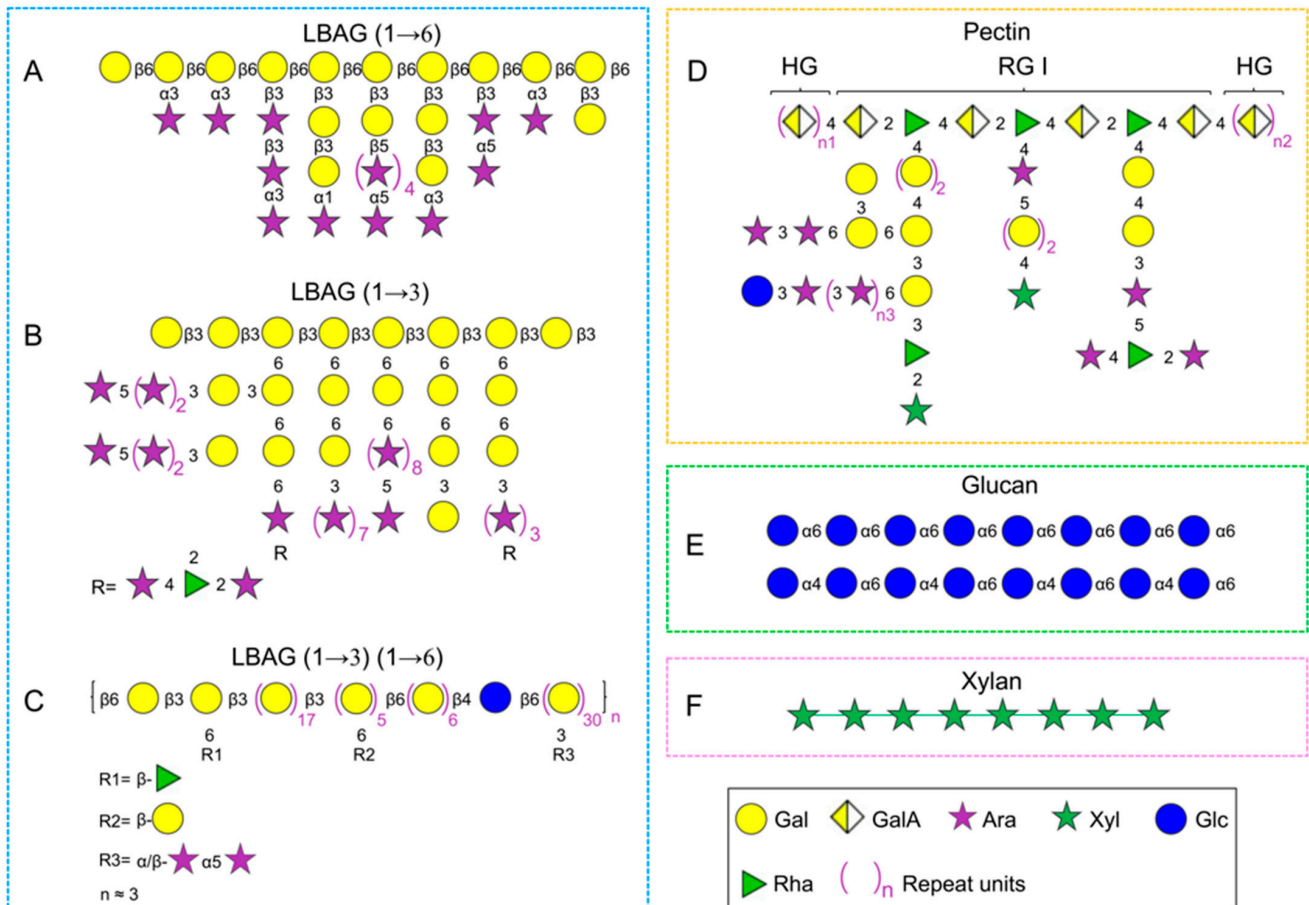 LBAG (1→6)
A
β6 β6 β6 β6 β6 β6 β6 β6 β6 β6
α3 α3 β3 β3 β3 β3 β3 α3 β3
β3 β3 β5 β3 α5
( )4
α3 α1 α5 α3
LBAG (1→3)
B
β3 β3 β3 β3 β3 β3 β3 β3
6 6 6 6 6
5 ( )2 3 3
6 6 6 6 6
5 ( )2 3 ( )8
6 3 5 3 3
( )7 ( )3
R R
2
R= 4 2
LBAG (1→3) (1→6)
C
{ β6 β3 β3 ( )17 β3 ( )5 β6 ( )6 β4 β6 ( )30 }n
6 6 3
R1 R2 R3
R1= β-
R2= β-
R3= α/β- α5
n ≈ 3
Pectin
D
HG RG I HG
( )n1 4 2 4 4 2 4 4 2 4 4 4 ( )n2
4 4 4
( )2
3 4 5 4
3 6 6 ( )2
3 4 3
3 (3 )n3 6
3 5
4 2
2
Glucan
E
α6 α6 α6 α6 α6 α6 α6 α6
α4 α6 α4 α6 α4 α6 α4 α6
Xylan
F
Gal GalA Ara Xyl Glc
Rha ( )n Repeat units